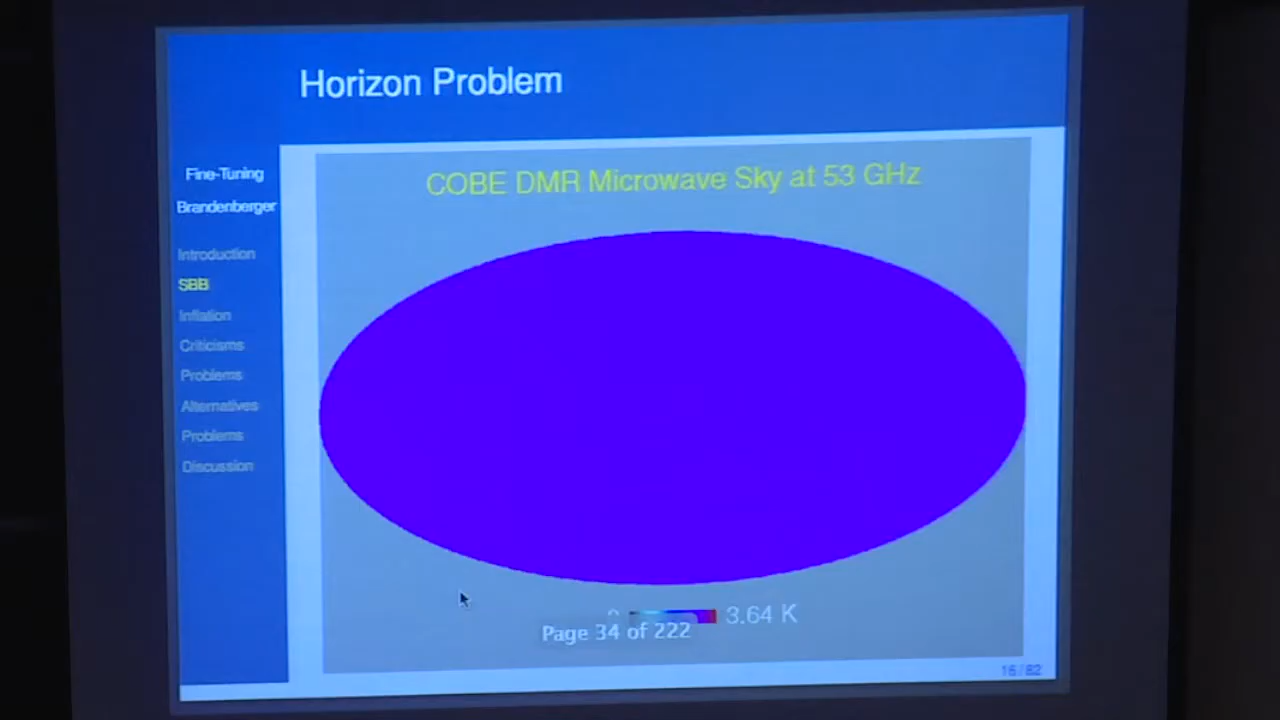 Horizon Problem
Fine-Tuning
Brandenberger
Introduction
SBB
Inflation
Criticisms
Problems
Alternatives
Problems
Discussion
COBE DMR Microwave Sky at 53 GHz
0 3.64 K
Page 34 of 222
16 / 82